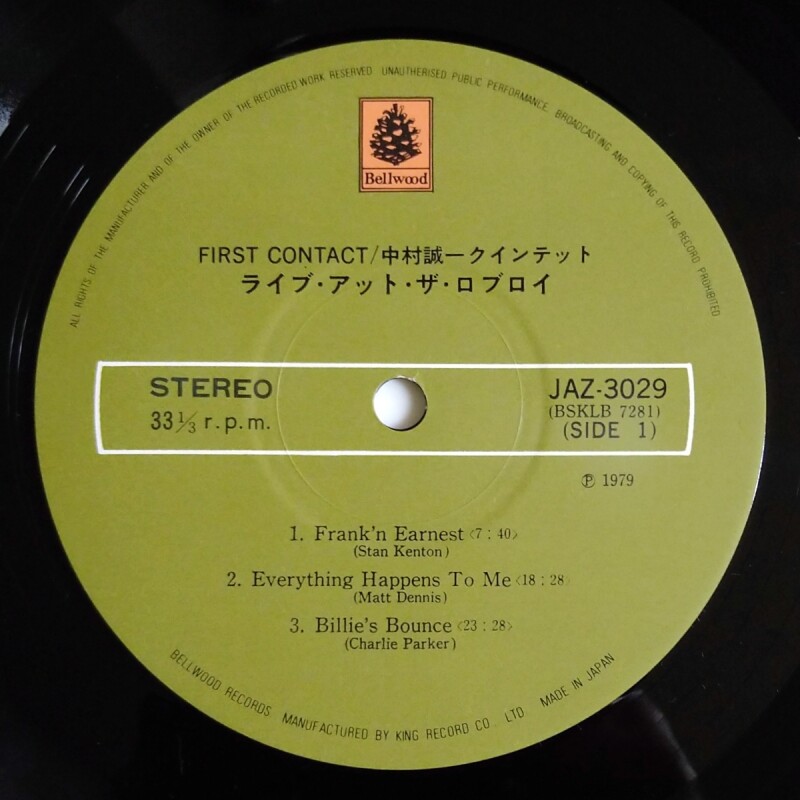 ALL RIGHTS OF THE MANUFACTURER AND OF THE OWNER OF THE RECORDED WORK RESERVED UNAUTHORISED PUBLIC PERFORMANCE BROADCASTING AND COPYING OF THIS RECORD PROHIBITED
Bellwood
FIRST CONTACT/中村誠一クインテット
ライブ・アット・ザ・ロブロイ
STEREO
33⅓ r.p.m.
JAZ-3029
(BSKLB 7281)
(SIDE 1)
℗ 1979
1. Frank'n Earnest〈7:40〉
(Stan Kenton)
2. Everything Happens To Me〈18:28〉
(Matt Dennis)
3. Billie's Bounce〈23:28〉
(Charlie Parker)
BELLWOOD RECORDS MANUFACTURED BY KING RECORD CO. LTD. MADE IN JAPAN